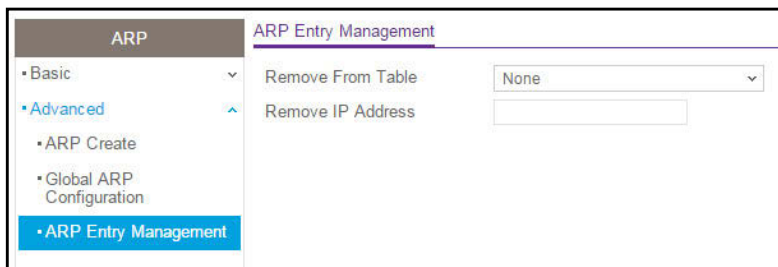 ARP
Basic
Advanced
ARP Create
Global ARP
Configuration
ARP Entry Management
ARP Entry Management
Remove From Table
None
Remove IP Address